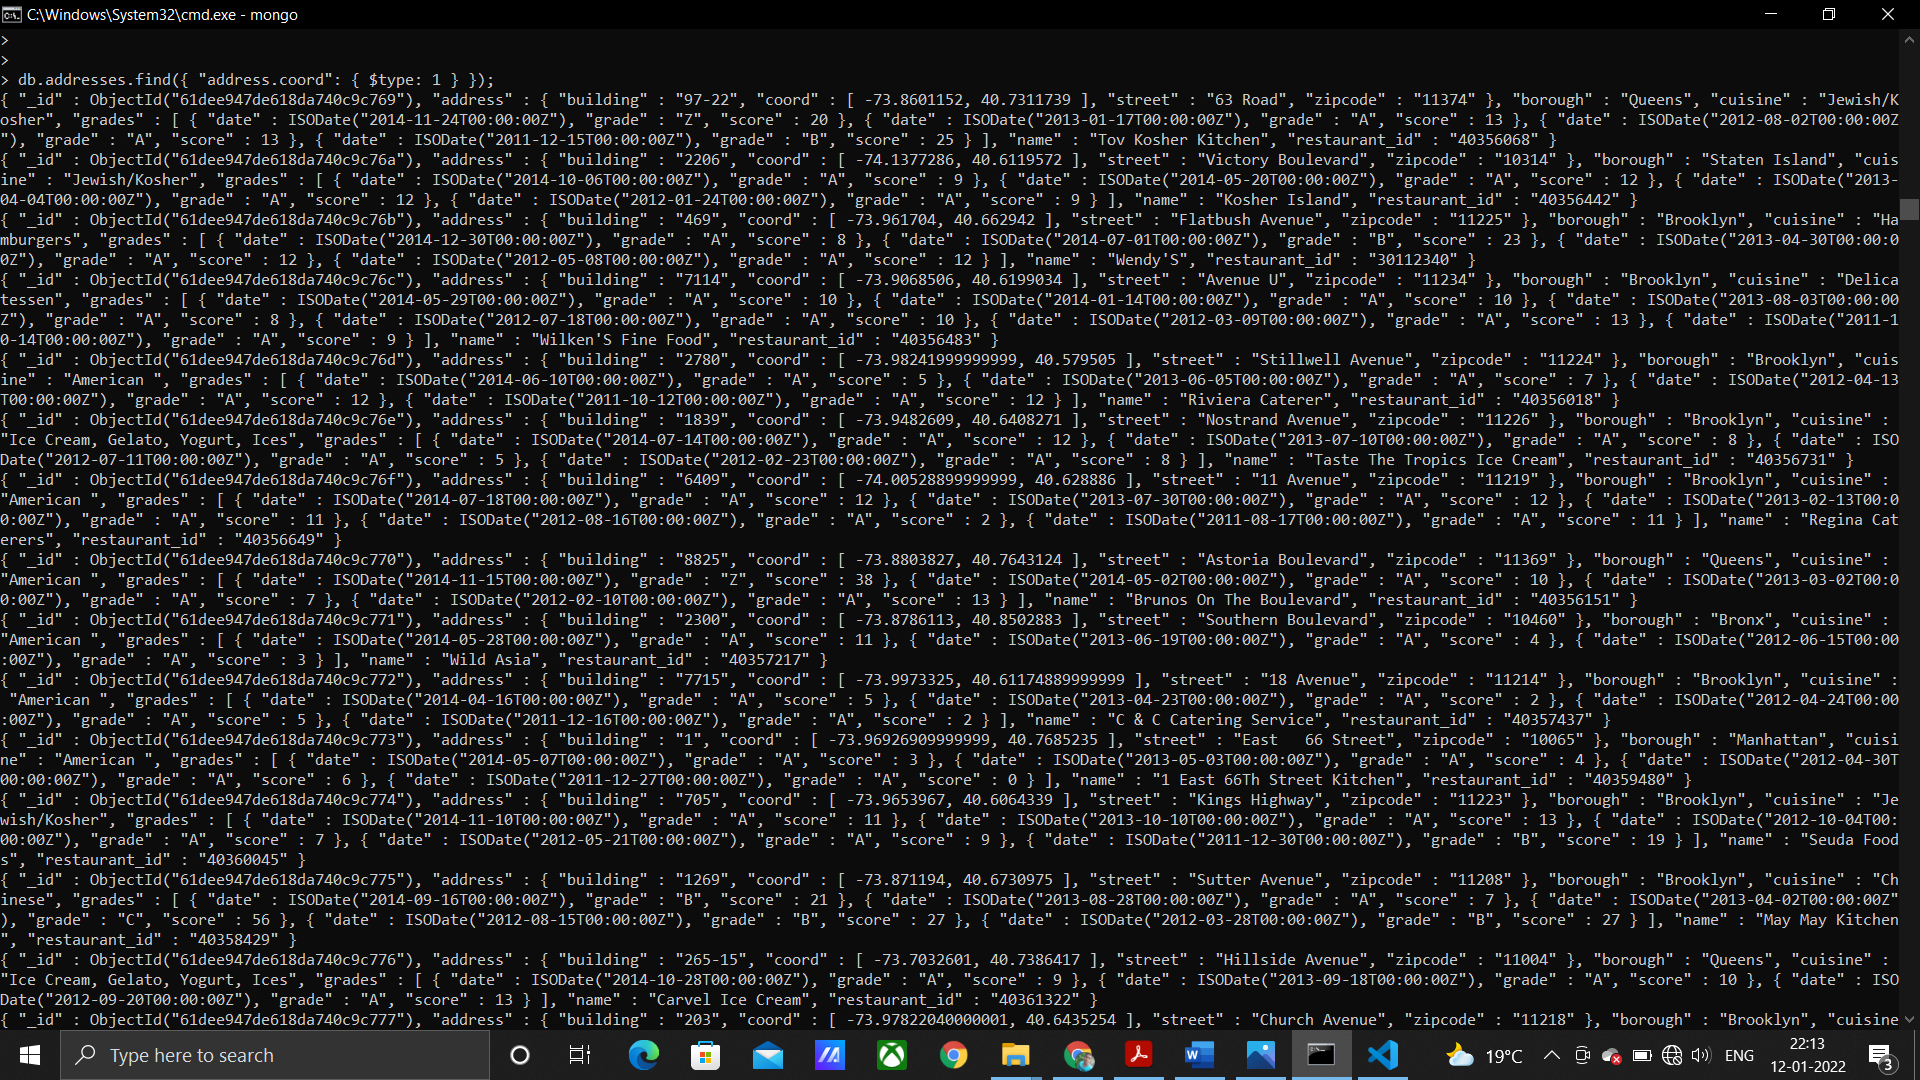 C:\Windows\System32\cmd.exe - mongo
>
>
> db.addresses.find({ "address.coord": { $type: 1 } });
{ "_id" : ObjectId("61dee947de618da740c9c769"), "address" : { "building" : "97-22", "coord" : [ -73.8601152, 40.7311739 ], "street" : "63 Road", "zipcode" : "11374" }, "borough" : "Queens", "cuisine" : "Jewish/K
osher", "grades" : [ { "date" : ISODate("2014-11-24T00:00:00Z"), "grade" : "Z", "score" : 20 }, { "date" : ISODate("2013-01-17T00:00:00Z"), "grade" : "A", "score" : 13 }, { "date" : ISODate("2012-08-02T00:00:00Z
"), "grade" : "A", "score" : 13 }, { "date" : ISODate("2011-12-15T00:00:00Z"), "grade" : "B", "score" : 25 } ], "name" : "Tov Kosher Kitchen", "restaurant_id" : "40356068" }
{ "_id" : ObjectId("61dee947de618da740c9c76a"), "address" : { "building" : "2206", "coord" : [ -74.1377286, 40.6119572 ], "street" : "Victory Boulevard", "zipcode" : "10314" }, "borough" : "Staten Island", "cuis
ine" : "Jewish/Kosher", "grades" : [ { "date" : ISODate("2014-10-06T00:00:00Z"), "grade" : "A", "score" : 9 }, { "date" : ISODate("2014-05-20T00:00:00Z"), "grade" : "A", "score" : 12 }, { "date" : ISODate("2013-
04-04T00:00:00Z"), "grade" : "A", "score" : 12 }, { "date" : ISODate("2012-01-24T00:00:00Z"), "grade" : "A", "score" : 9 } ], "name" : "Kosher Island", "restaurant_id" : "40356442" }
{ "_id" : ObjectId("61dee947de618da740c9c76b"), "address" : { "building" : "469", "coord" : [ -73.961704, 40.662942 ], "street" : "Flatbush Avenue", "zipcode" : "11225" }, "borough" : "Brooklyn", "cuisine" : "Ha
mburgers", "grades" : [ { "date" : ISODate("2014-12-30T00:00:00Z"), "grade" : "A", "score" : 8 }, { "date" : ISODate("2014-07-01T00:00:00Z"), "grade" : "B", "score" : 23 }, { "date" : ISODate("2013-04-30T00:00:0
0Z"), "grade" : "A", "score" : 12 }, { "date" : ISODate("2012-05-08T00:00:00Z"), "grade" : "A", "score" : 12 } ], "name" : "Wendy'S", "restaurant_id" : "30112340" }
{ "_id" : ObjectId("61dee947de618da740c9c76c"), "address" : { "building" : "7114", "coord" : [ -73.9068506, 40.6199034 ], "street" : "Avenue U", "zipcode" : "11234" }, "borough" : "Brooklyn", "cuisine" : "Delica
tessen", "grades" : [ { "date" : ISODate("2014-05-29T00:00:00Z"), "grade" : "A", "score" : 10 }, { "date" : ISODate("2014-01-14T00:00:00Z"), "grade" : "A", "score" : 10 }, { "date" : ISODate("2013-08-03T00:00:00
Z"), "grade" : "A", "score" : 8 }, { "date" : ISODate("2012-07-18T00:00:00Z"), "grade" : "A", "score" : 10 }, { "date" : ISODate("2012-03-09T00:00:00Z"), "grade" : "A", "score" : 13 }, { "date" : ISODate("2011-1
0-14T00:00:00Z"), "grade" : "A", "score" : 9 } ], "name" : "Wilken'S Fine Food", "restaurant_id" : "40356483" }
{ "_id" : ObjectId("61dee947de618da740c9c76d"), "address" : { "building" : "2780", "coord" : [ -73.98241999999999, 40.579505 ], "street" : "Stillwell Avenue", "zipcode" : "11224" }, "borough" : "Brooklyn", "cuis
ine" : "American ", "grades" : [ { "date" : ISODate("2014-06-10T00:00:00Z"), "grade" : "A", "score" : 5 }, { "date" : ISODate("2013-06-05T00:00:00Z"), "grade" : "A", "score" : 7 }, { "date" : ISODate("2012-04-13
T00:00:00Z"), "grade" : "A", "score" : 12 }, { "date" : ISODate("2011-10-12T00:00:00Z"), "grade" : "A", "score" : 12 } ], "name" : "Riviera Caterer", "restaurant_id" : "40356018" }
{ "_id" : ObjectId("61dee947de618da740c9c76e"), "address" : { "building" : "1839", "coord" : [ -73.9482609, 40.6408271 ], "street" : "Nostrand Avenue", "zipcode" : "11226" }, "borough" : "Brooklyn", "cuisine" :
"Ice Cream, Gelato, Yogurt, Ices", "grades" : [ { "date" : ISODate("2014-07-14T00:00:00Z"), "grade" : "A", "score" : 12 }, { "date" : ISODate("2013-07-10T00:00:00Z"), "grade" : "A", "score" : 8 }, { "date" : ISO
Date("2012-07-11T00:00:00Z"), "grade" : "A", "score" : 5 }, { "date" : ISODate("2012-02-23T00:00:00Z"), "grade" : "A", "score" : 8 } ], "name" : "Taste The Tropics Ice Cream", "restaurant_id" : "40356731" }
{ "_id" : ObjectId("61dee947de618da740c9c76f"), "address" : { "building" : "6409", "coord" : [ -74.00528899999999, 40.628886 ], "street" : "11 Avenue", "zipcode" : "11219" }, "borough" : "Brooklyn", "cuisine" :
"American ", "grades" : [ { "date" : ISODate("2014-07-18T00:00:00Z"), "grade" : "A", "score" : 12 }, { "date" : ISODate("2013-07-30T00:00:00Z"), "grade" : "A", "score" : 12 }, { "date" : ISODate("2013-02-13T00:0
0:00Z"), "grade" : "A", "score" : 11 }, { "date" : ISODate("2012-08-16T00:00:00Z"), "grade" : "A", "score" : 2 }, { "date" : ISODate("2011-08-17T00:00:00Z"), "grade" : "A", "score" : 11 } ], "name" : "Regina Cat
erers", "restaurant_id" : "40356649" }
{ "_id" : ObjectId("61dee947de618da740c9c770"), "address" : { "building" : "8825", "coord" : [ -73.8803827, 40.7643124 ], "street" : "Astoria Boulevard", "zipcode" : "11369" }, "borough" : "Queens", "cuisine" :
"American ", "grades" : [ { "date" : ISODate("2014-11-15T00:00:00Z"), "grade" : "Z", "score" : 38 }, { "date" : ISODate("2014-05-02T00:00:00Z"), "grade" : "A", "score" : 10 }, { "date" : ISODate("2013-03-02T00:0
0:00Z"), "grade" : "A", "score" : 7 }, { "date" : ISODate("2012-02-10T00:00:00Z"), "grade" : "A", "score" : 13 } ], "name" : "Brunos On The Boulevard", "restaurant_id" : "40356151" }
{ "_id" : ObjectId("61dee947de618da740c9c771"), "address" : { "building" : "2300", "coord" : [ -73.8786113, 40.8502883 ], "street" : "Southern Boulevard", "zipcode" : "10460" }, "borough" : "Bronx", "cuisine" :
"American ", "grades" : [ { "date" : ISODate("2014-05-28T00:00:00Z"), "grade" : "A", "score" : 11 }, { "date" : ISODate("2013-06-19T00:00:00Z"), "grade" : "A", "score" : 4 }, { "date" : ISODate("2012-06-15T00:00
:00Z"), "grade" : "A", "score" : 3 } ], "name" : "Wild Asia", "restaurant_id" : "40357217" }
{ "_id" : ObjectId("61dee947de618da740c9c772"), "address" : { "building" : "7715", "coord" : [ -73.9973325, 40.61174889999999 ], "street" : "18 Avenue", "zipcode" : "11214" }, "borough" : "Brooklyn", "cuisine" :
 "American ", "grades" : [ { "date" : ISODate("2014-04-16T00:00:00Z"), "grade" : "A", "score" : 5 }, { "date" : ISODate("2013-04-23T00:00:00Z"), "grade" : "A", "score" : 2 }, { "date" : ISODate("2012-04-24T00:00
:00Z"), "grade" : "A", "score" : 5 }, { "date" : ISODate("2011-12-16T00:00:00Z"), "grade" : "A", "score" : 2 } ], "name" : "C & C Catering Service", "restaurant_id" : "40357437" }
{ "_id" : ObjectId("61dee947de618da740c9c773"), "address" : { "building" : "1", "coord" : [ -73.96926909999999, 40.7685235 ], "street" : "East   66 Street", "zipcode" : "10065" }, "borough" : "Manhattan", "cuisi
ne" : "American ", "grades" : [ { "date" : ISODate("2014-05-07T00:00:00Z"), "grade" : "A", "score" : 3 }, { "date" : ISODate("2013-05-03T00:00:00Z"), "grade" : "A", "score" : 4 }, { "date" : ISODate("2012-04-30T
00:00:00Z"), "grade" : "A", "score" : 6 }, { "date" : ISODate("2011-12-27T00:00:00Z"), "grade" : "A", "score" : 0 } ], "name" : "1 East 66Th Street Kitchen", "restaurant_id" : "40359480" }
{ "_id" : ObjectId("61dee947de618da740c9c774"), "address" : { "building" : "705", "coord" : [ -73.9653967, 40.6064339 ], "street" : "Kings Highway", "zipcode" : "11223" }, "borough" : "Brooklyn", "cuisine" : "Je
wish/Kosher", "grades" : [ { "date" : ISODate("2014-11-10T00:00:00Z"), "grade" : "A", "score" : 11 }, { "date" : ISODate("2013-10-10T00:00:00Z"), "grade" : "A", "score" : 13 }, { "date" : ISODate("2012-10-04T00:
00:00Z"), "grade" : "A", "score" : 7 }, { "date" : ISODate("2012-05-21T00:00:00Z"), "grade" : "A", "score" : 9 }, { "date" : ISODate("2011-12-30T00:00:00Z"), "grade" : "B", "score" : 19 } ], "name" : "Seuda Food
s", "restaurant_id" : "40360045" }
{ "_id" : ObjectId("61dee947de618da740c9c775"), "address" : { "building" : "1269", "coord" : [ -73.871194, 40.6730975 ], "street" : "Sutter Avenue", "zipcode" : "11208" }, "borough" : "Brooklyn", "cuisine" : "Ch
inese", "grades" : [ { "date" : ISODate("2014-09-16T00:00:00Z"), "grade" : "B", "score" : 21 }, { "date" : ISODate("2013-08-28T00:00:00Z"), "grade" : "A", "score" : 7 }, { "date" : ISODate("2013-04-02T00:00:00Z"
), "grade" : "C", "score" : 56 }, { "date" : ISODate("2012-08-15T00:00:00Z"), "grade" : "B", "score" : 27 }, { "date" : ISODate("2012-03-28T00:00:00Z"), "grade" : "B", "score" : 27 } ], "name" : "May May Kitchen
", "restaurant_id" : "40358429" }
{ "_id" : ObjectId("61dee947de618da740c9c776"), "address" : { "building" : "265-15", "coord" : [ -73.7032601, 40.7386417 ], "street" : "Hillside Avenue", "zipcode" : "11004" }, "borough" : "Queens", "cuisine" :
"Ice Cream, Gelato, Yogurt, Ices", "grades" : [ { "date" : ISODate("2014-10-28T00:00:00Z"), "grade" : "A", "score" : 9 }, { "date" : ISODate("2013-09-18T00:00:00Z"), "grade" : "A", "score" : 10 }, { "date" : ISO
Date("2012-09-20T00:00:00Z"), "grade" : "A", "score" : 13 } ], "name" : "Carvel Ice Cream", "restaurant_id" : "40361322" }
{ "_id" : ObjectId("61dee947de618da740c9c777"), "address" : { "building" : "203", "coord" : [ -73.97822040000001, 40.6435254 ], "street" : "Church Avenue", "zipcode" : "11218" }, "borough" : "Brooklyn", "cuisine
Type here to search
19°C
ENG
22:13
12-01-2022
3